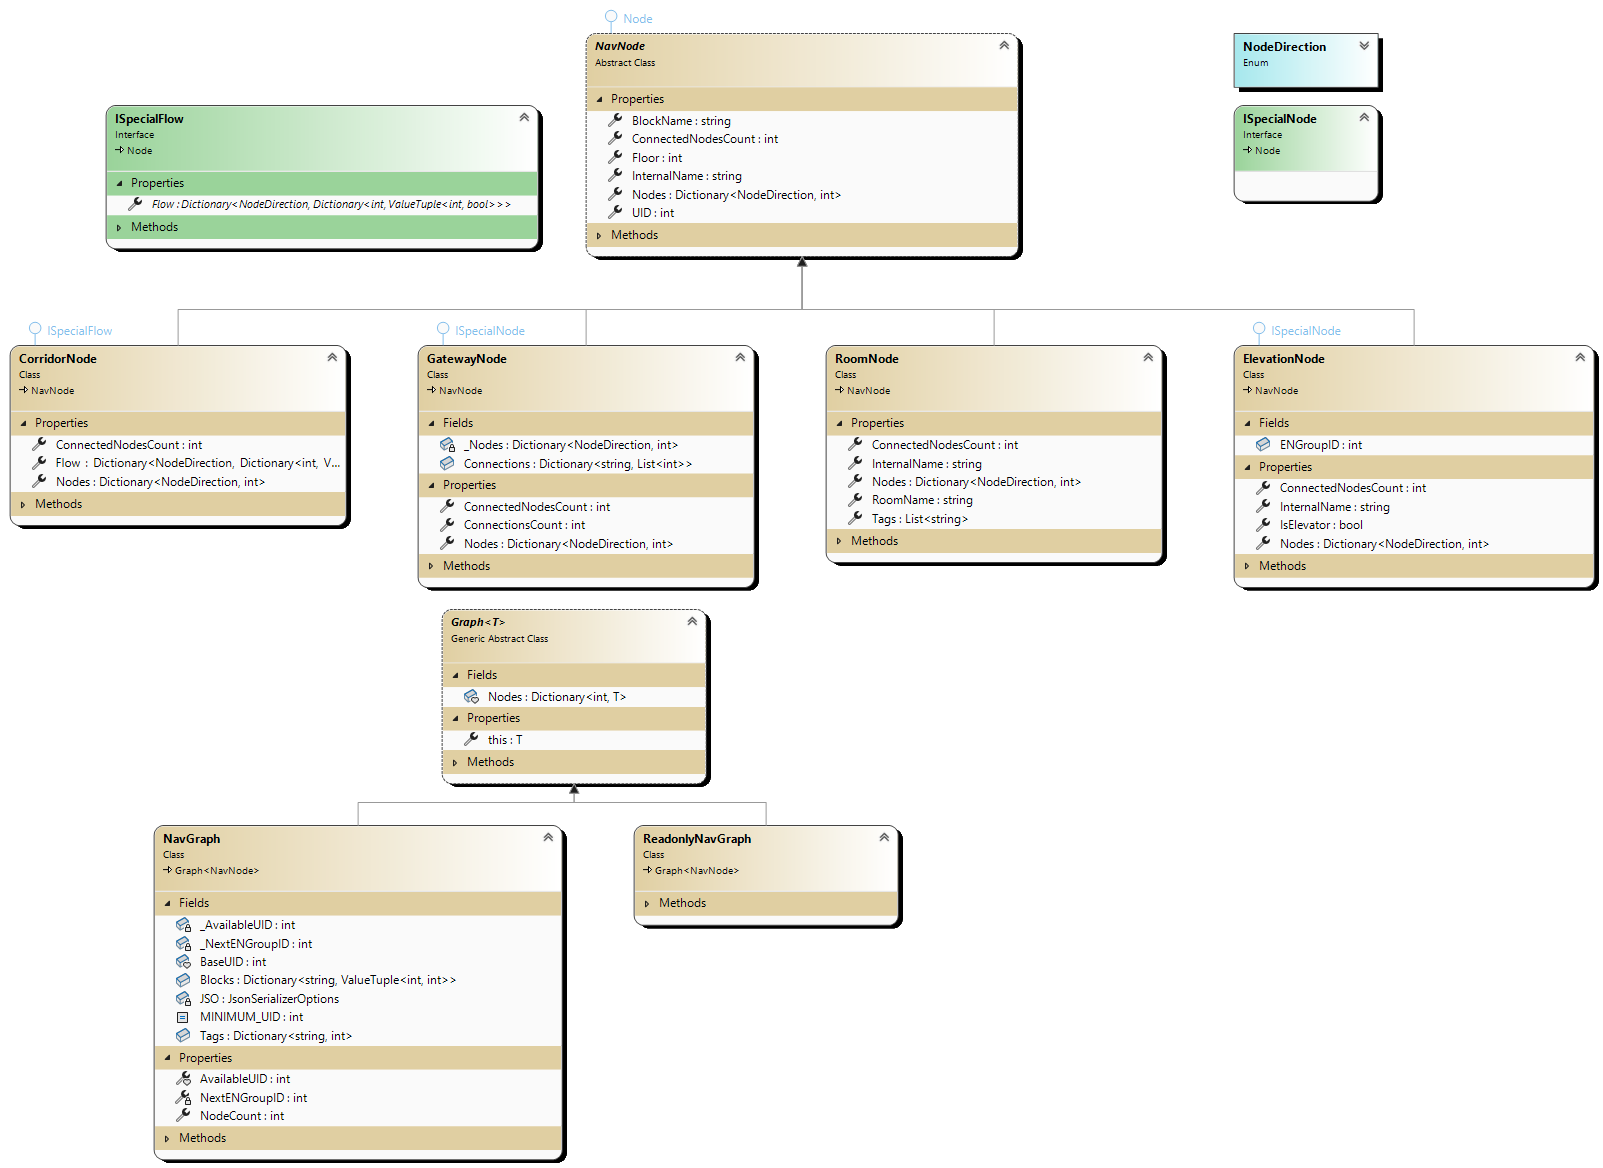 Node
NavNode
Abstract Class
Properties
BlockName : string
ConnectedNodesCount : int
Floor : int
InternalName : string
Nodes : Dictionary<NodeDirection, int>
UID : int
Methods
NodeDirection
Enum
ISpecialFlow
Interface
Node
Properties
Flow : Dictionary<NodeDirection, Dictionary<int, ValueTuple<int, bool>>>
Methods
ISpecialNode
Interface
Node
ISpecialFlow
CorridorNode
Class
NavNode
Properties
ConnectedNodesCount : int
Flow : Dictionary<NodeDirection, Dictionary<int, V...
Nodes : Dictionary<NodeDirection, int>
Methods
ISpecialNode
GatewayNode
Class
NavNode
Fields
_Nodes : Dictionary<NodeDirection, int>
Connections : Dictionary<string, List<int>>
Properties
ConnectedNodesCount : int
ConnectionsCount : int
Nodes : Dictionary<NodeDirection, int>
Methods
RoomNode
Class
NavNode
Properties
ConnectedNodesCount : int
InternalName : string
Nodes : Dictionary<NodeDirection, int>
RoomName : string
Tags : List<string>
Methods
ISpecialNode
ElevationNode
Class
NavNode
Fields
ENGroupID : int
Properties
ConnectedNodesCount : int
InternalName : string
IsElevator : bool
Nodes : Dictionary<NodeDirection, int>
Methods
Graph<T>
Generic Abstract Class
Fields
Nodes : Dictionary<int, T>
Properties
this : T
Methods
NavGraph
Class
Graph<NavNode>
Fields
_AvailableUID : int
_NextENGroupID : int
BaseUID : int
Blocks : Dictionary<string, ValueTuple<int, int>>
JSO : JsonSerializerOptions
MINIMUM_UID : int
Tags : Dictionary<string, int>
Properties
AvailableUID : int
NextENGroupID : int
NodeCount : int
Methods
ReadonlyNavGraph
Class
Graph<NavNode>
Methods